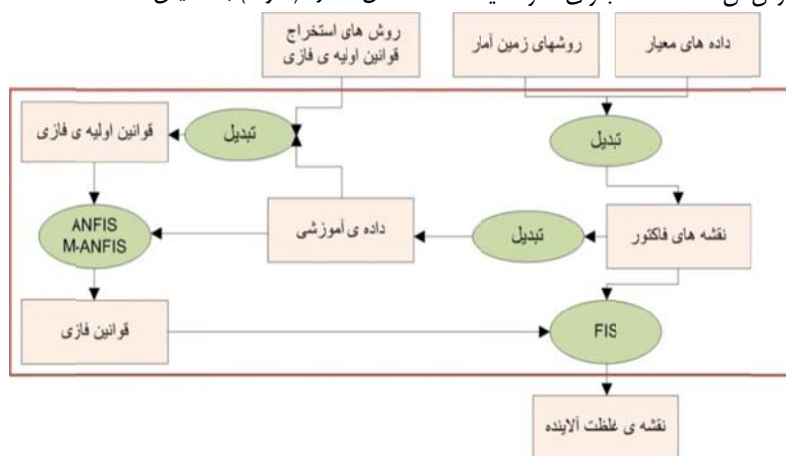 روش های استخراج
قوانین اولیه ی فازی
روشهای زمین آمار
داده های معیار
قوانین اولیه ی فازی
تبدیل
تبدیل
ANFIS
M-ANFIS
داده ی آموزشی
تبدیل
نقشه های فاکتور
قوانین فازی
FIS
نقشه ی غلظت آلاینده